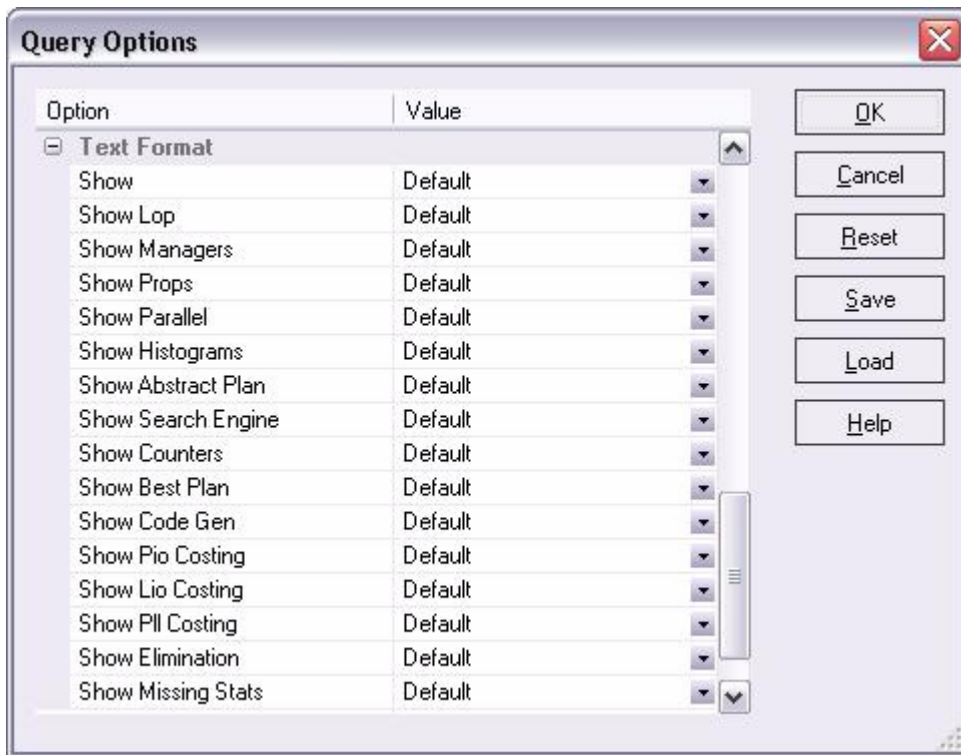 Query Options
Option Value
Text Format
Show Default
Show Lop Default
Show Managers Default
Show Props Default
Show Parallel Default
Show Histograms Default
Show Abstract Plan Default
Show Search Engine Default
Show Counters Default
Show Best Plan Default
Show Code Gen Default
Show Pio Costing Default
Show Lio Costing Default
Show Pll Costing Default
Show Elimination Default
Show Missing Stats Default
OK
Cancel
Reset
Save
Load
Help